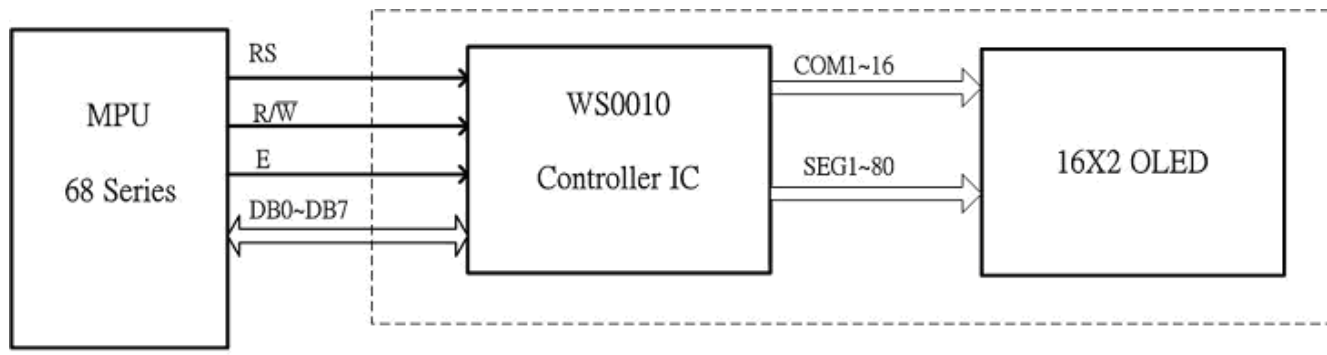 MPU
68 Series
RS
R/W̅
E
DB0~DB7
WS0010
Controller IC
COM1~16
SEG1~80
16X2 OLED